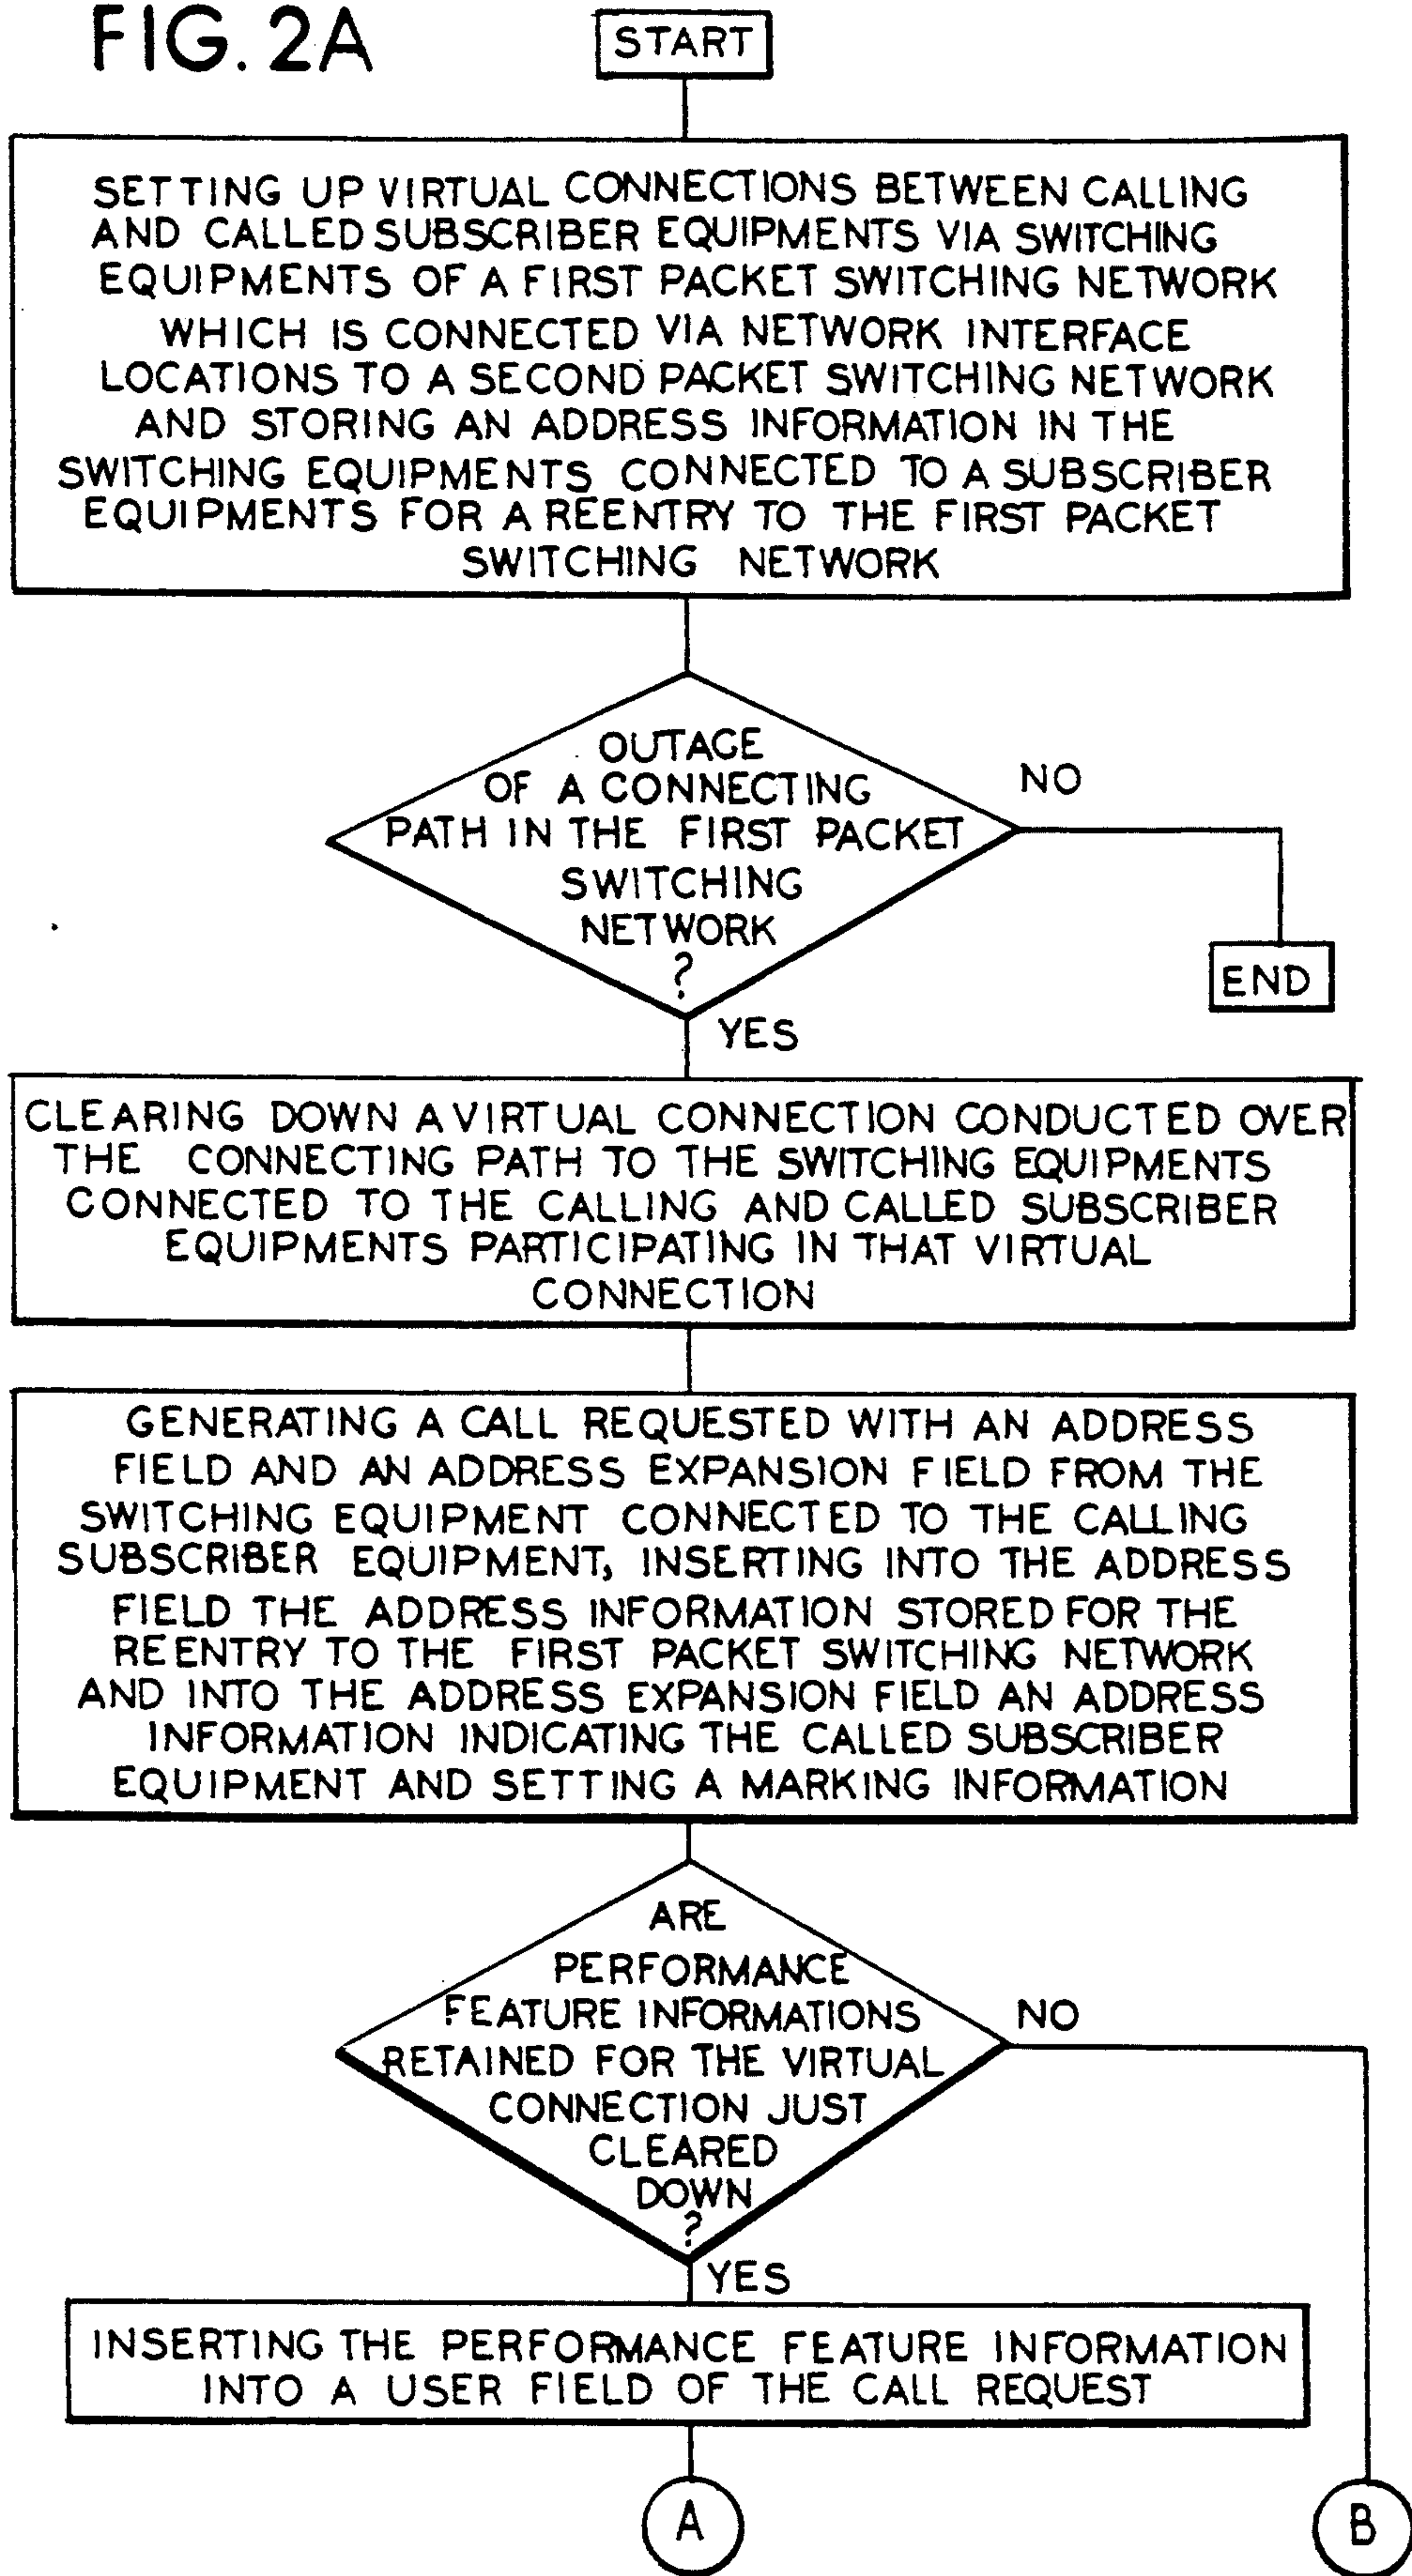 FIG. 2A
START
SETTING UP VIRTUAL CONNECTIONS BETWEEN CALLING
AND CALLED SUBSCRIBER EQUIPMENTS VIA SWITCHING
EQUIPMENTS OF A FIRST PACKET SWITCHING NETWORK
WHICH IS CONNECTED VIA NETWORK INTERFACE
LOCATIONS TO A SECOND PACKET SWITCHING NETWORK
AND STORING AN ADDRESS INFORMATION IN THE
SWITCHING EQUIPMENTS CONNECTED TO A SUBSCRIBER
EQUIPMENTS FOR A REENTRY TO THE FIRST PACKET
SWITCHING NETWORK
OUTAGE
OF A CONNECTING
PATH IN THE FIRST PACKET
SWITCHING
NETWORK
?
NO
END
YES
CLEARING DOWN A VIRTUAL CONNECTION CONDUCTED OVER
THE CONNECTING PATH TO THE SWITCHING EQUIPMENTS
CONNECTED TO THE CALLING AND CALLED SUBSCRIBER
EQUIPMENTS PARTICIPATING IN THAT VIRTUAL
CONNECTION
GENERATING A CALL REQUESTED WITH AN ADDRESS
FIELD AND AN ADDRESS EXPANSION FIELD FROM THE
SWITCHING EQUIPMENT CONNECTED TO THE CALLING
SUBSCRIBER EQUIPMENT, INSERTING INTO THE ADDRESS
FIELD THE ADDRESS INFORMATION STORED FOR THE
REENTRY TO THE FIRST PACKET SWITCHING NETWORK
AND INTO THE ADDRESS EXPANSION FIELD AN ADDRESS
INFORMATION INDICATING THE CALLED SUBSCRIBER
EQUIPMENT AND SETTING A MARKING INFORMATION
ARE
PERFORMANCE
FEATURE INFORMATIONS
RETAINED FOR THE VIRTUAL
CONNECTION JUST
CLEARED
DOWN
?
NO
YES
INSERTING THE PERFORMANCE FEATURE INFORMATION
INTO A USER FIELD OF THE CALL REQUEST
A
B